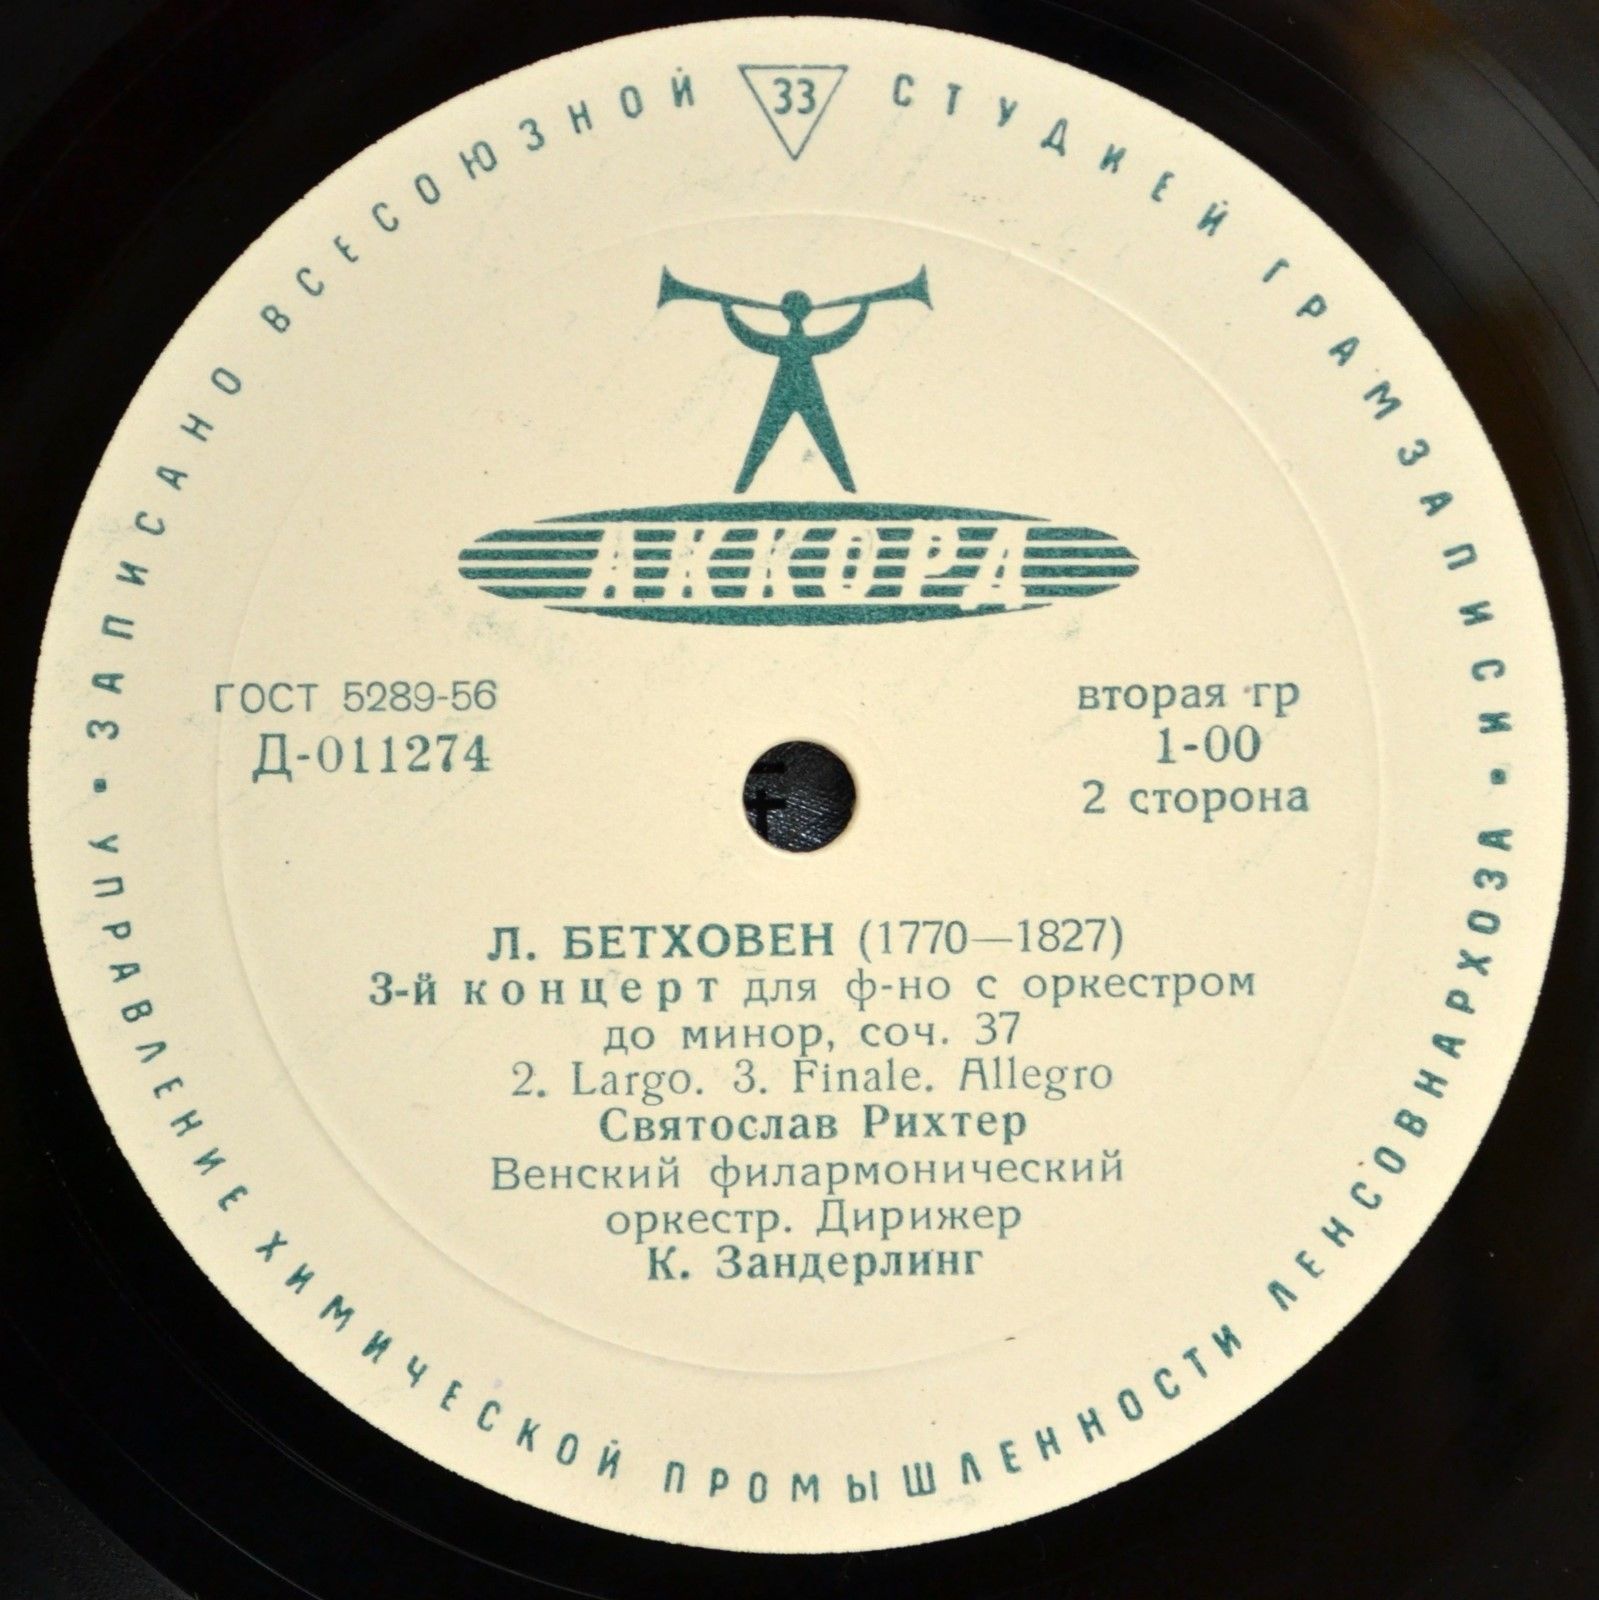 ЗАПИСАНО ВСЕСОЮЗНОЙ СТУДИЕЙ ГРАМЗАПИСИ
33
АККОРД
ГОСТ 5289-56
Д-011274
вторая гр
1-00
2 сторона
Л. БЕТХОВЕН (1770—1827)
3-й концерт для ф-но с оркестром
до минор, соч. 37
2. Largo. 3. Finale. Allegro
Святослав Рихтер
Венский филармонический
оркестр. Дирижер
К. Зандерлинг
УПРАВЛЕНИЕ ХИМИЧЕСКОЙ ПРОМЫШЛЕННОСТИ ЛЕНСОВНАРХОЗА